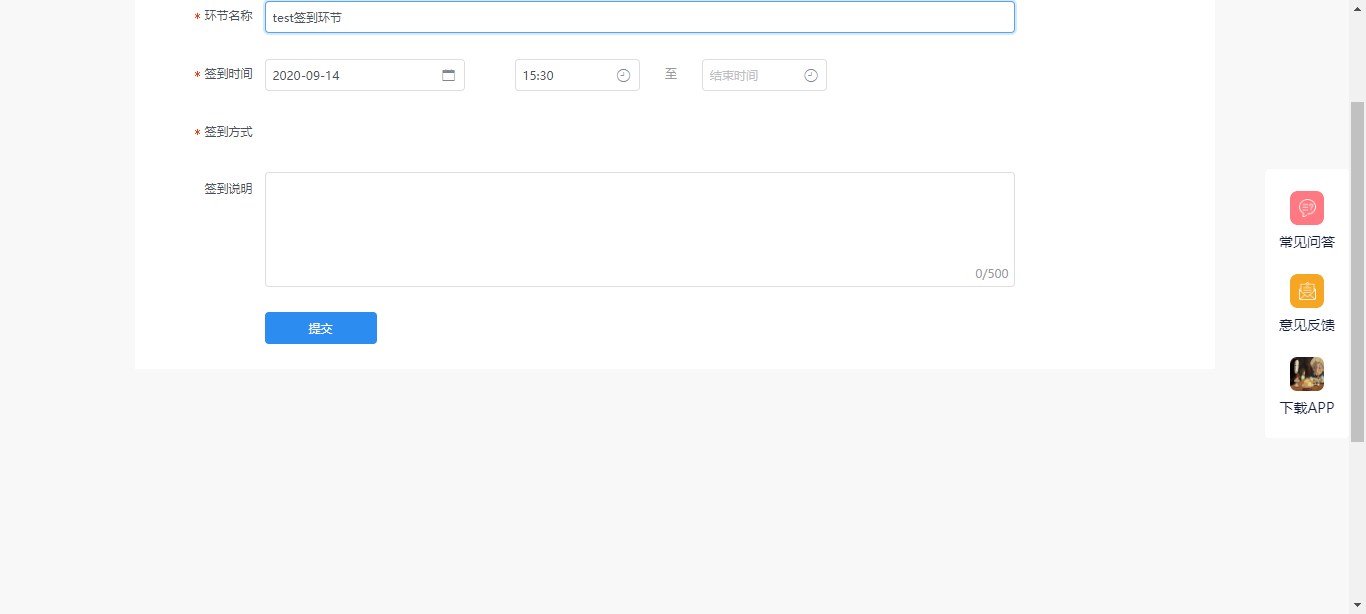 * 环节名称 test签到环节
* 签到时间 2020-09-14 15:30 至 结束时间
* 签到方式
签到说明
0/500
提交
常见问答
意见反馈
下载APP